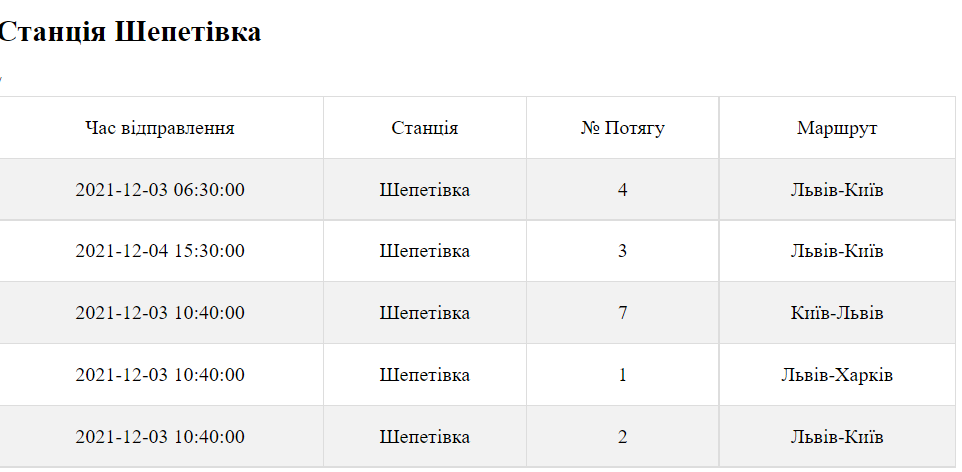 Станція Шепетівка
Час відправлення Станція № Потягу Маршрут
2021-12-03 06:30:00 Шепетівка 4 Львів-Київ
2021-12-04 15:30:00 Шепетівка 3 Львів-Київ
2021-12-03 10:40:00 Шепетівка 7 Київ-Львів
2021-12-03 10:40:00 Шепетівка 1 Львів-Харків
2021-12-03 10:40:00 Шепетівка 2 Львів-Київ